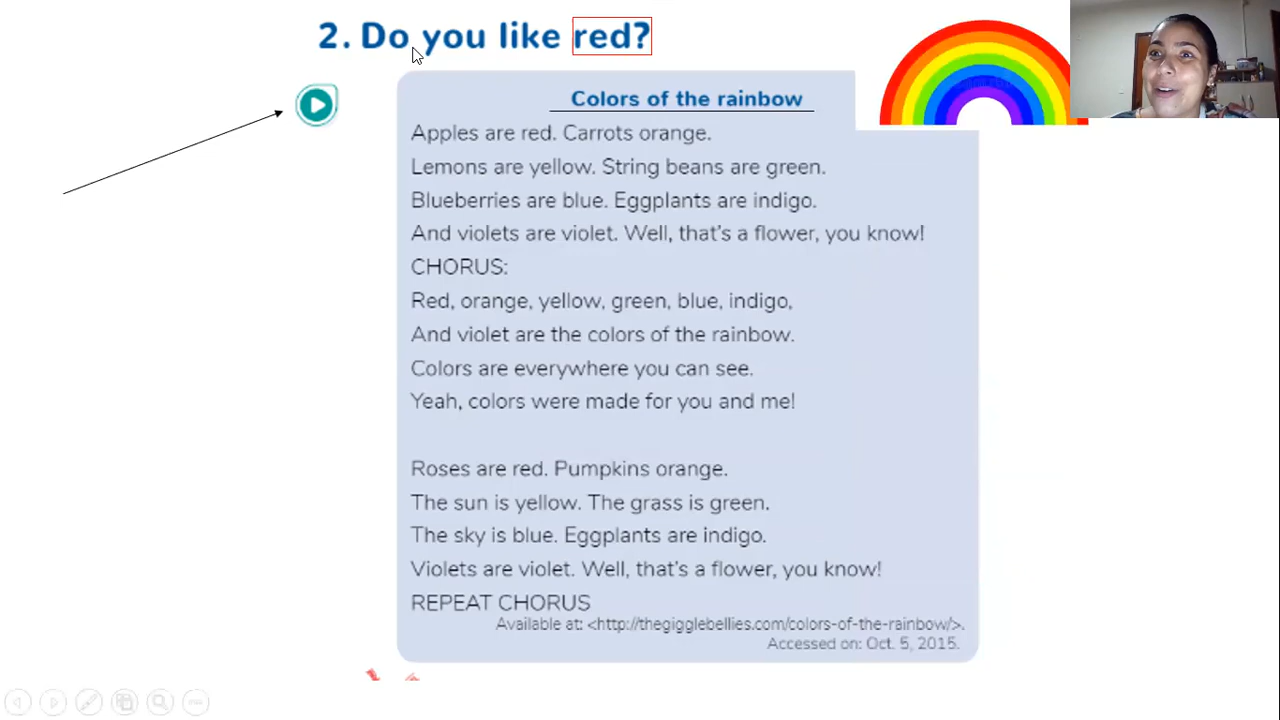 2. Do you like red?
Colors of the rainbow
Apples are red. Carrots orange.
Lemons are yellow. String beans are green.
Blueberries are blue. Eggplants are indigo.
And violets are violet. Well, that's a flower, you know!
CHORUS:
Red, orange, yellow, green, blue, indigo,
And violet are the colors of the rainbow.
Colors are everywhere you can see.
Yeah, colors were made for you and me!
Roses are red. Pumpkins orange.
The sun is yellow. The grass is green.
The sky is blue. Eggplants are indigo.
Violets are violet. Well, that's a flower, you know!
REPEAT CHORUS
Available at: <http://thegigglebellies.com/colors-of-the-rainbow/>.
Accessed on: Oct. 5, 2015.